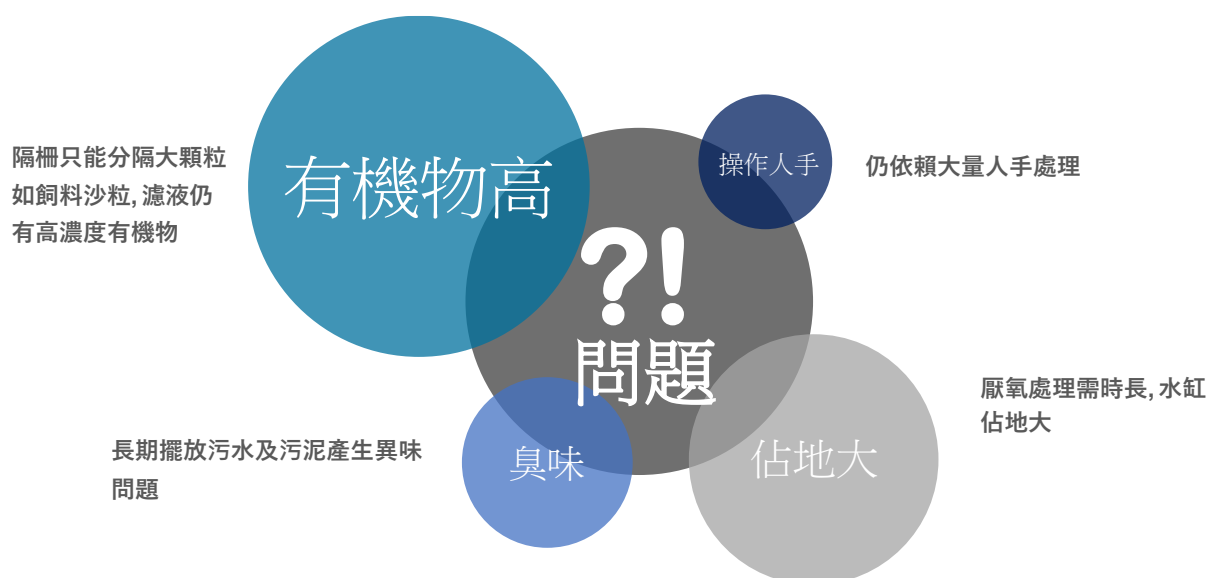 隔柵只能分隔大顆粒
如飼料沙粒, 濾液仍
有高濃度有機物
有機物高
操作人手
仍依賴大量人手處理
?!
問題
長期擺放污水及污泥產生異味
問題
臭味
佔地大
厭氧處理需時長, 水缸
佔地大